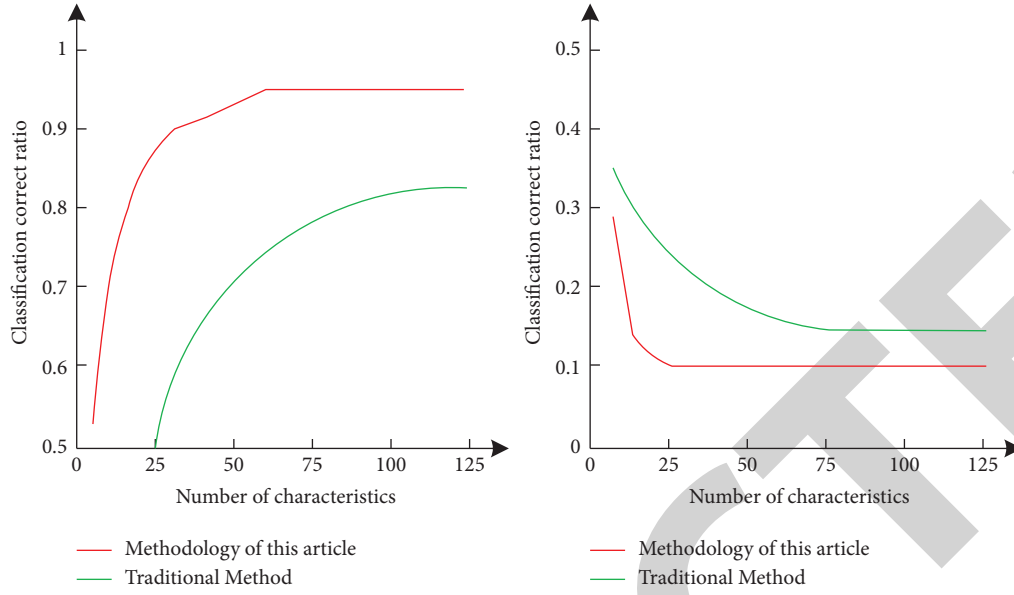 1
0.9
0.8
0.7
0.6
0.5
Classification correct ratio
0 25 50 75 100 125
Number of characteristics
Methodology of this article
Traditional Method
0.5
0.4
0.3
0.2
0.1
0
Classification correct ratio
0 25 50 75 100 125
Number of characteristics
Methodology of this article
Traditional Method
CTE